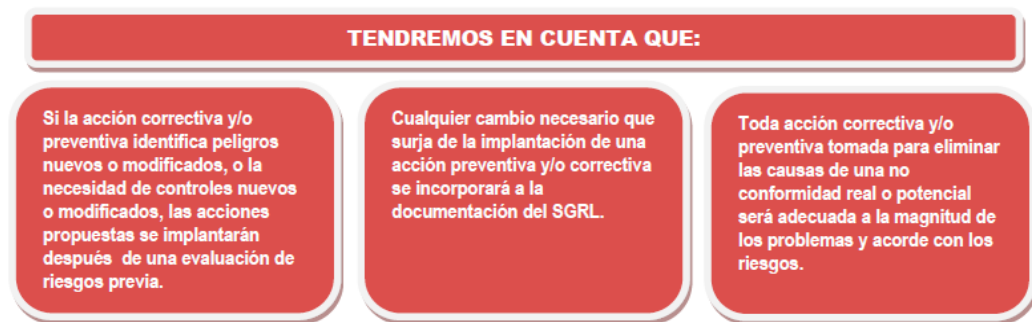 TENDREMOS EN CUENTA QUE:
Si la acción correctiva y/o
preventiva identifica peligros
nuevos o modificados, o la
necesidad de controles nuevos
o modificados, las acciones
propuestas se implantarán
después de una evaluación de
riesgos previa.
Cualquier cambio necesario que
surja de la implantación de una
acción preventiva y/o correctiva
se incorporará a la
documentación del SGRL.
Toda acción correctiva y/o
preventiva tomada para eliminar
las causas de una no
conformidad real o potencial
será adecuada a la magnitud de
los problemas y acorde con los
riesgos.